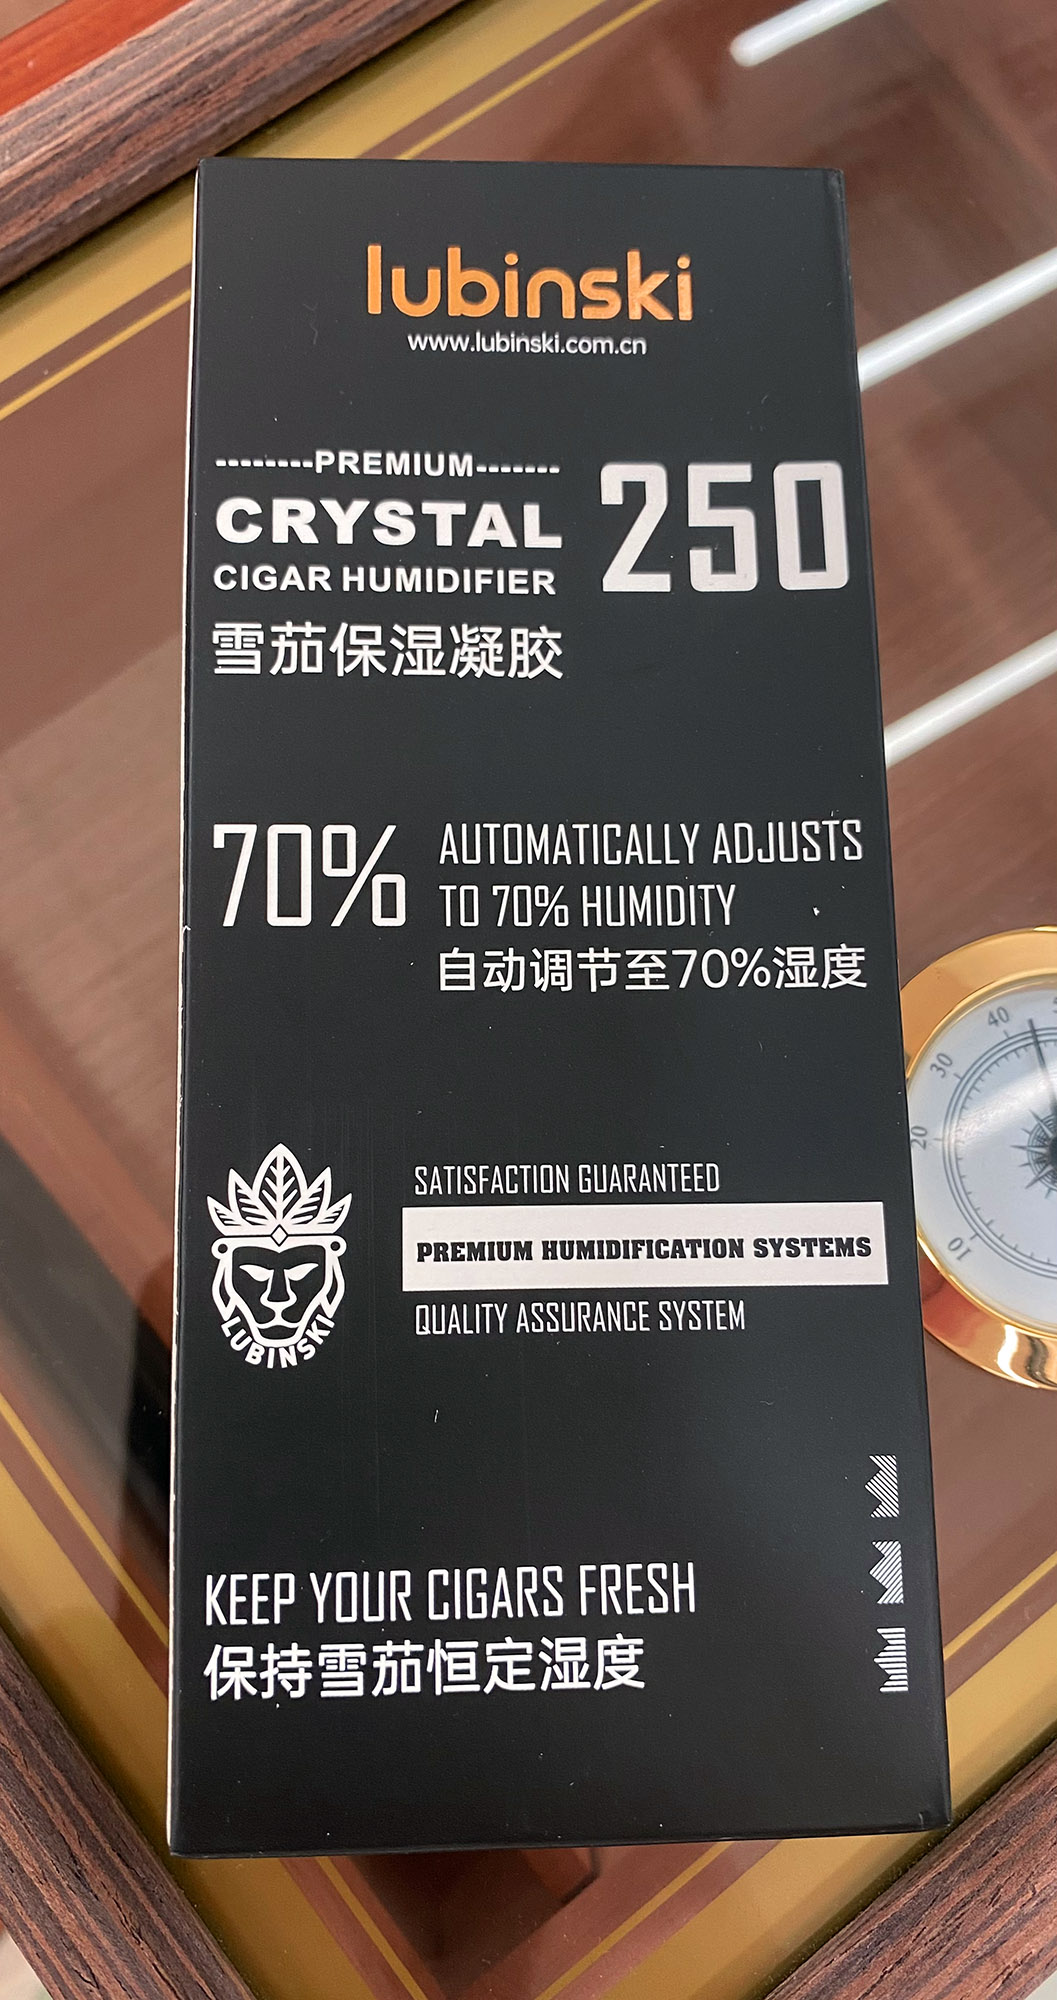 lubinski
www.lubinski.com.cn
--------PREMIUM-------
CRYSTAL
CIGAR HUMIDIFIER
250
雪茄保湿凝胶
70%
AUTOMATICALLY ADJUSTS
TO 70% HUMIDITY
自动调节至70%湿度
LUBINSKI
SATISFACTION GUARANTEED
PREMIUM HUMIDIFICATION SYSTEMS
QUALITY ASSURANCE SYSTEM
KEEP YOUR CIGARS FRESH
保持雪茄恒定湿度
40
30
20
10